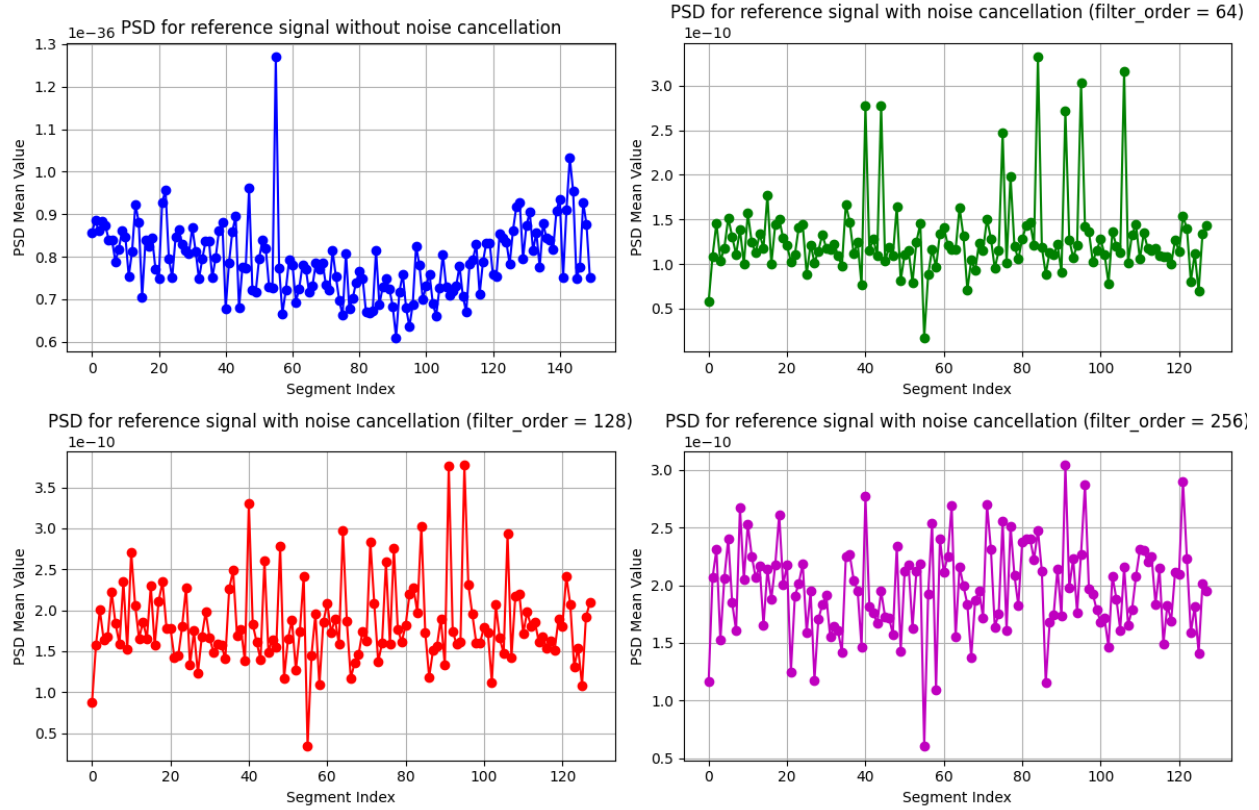 PSD for reference signal without noise cancellation
1e−36
1.3
1.2
1.1
1.0
0.9
0.8
0.7
0.6
PSD Mean Value
0 20 40 60 80 100 120 140
Segment Index
PSD for reference signal with noise cancellation (filter_order = 64)
1e−10
3.0
2.5
2.0
1.5
1.0
0.5
PSD Mean Value
0 20 40 60 80 100 120
Segment Index
PSD for reference signal with noise cancellation (filter_order = 128)
1e−10
3.5
3.0
2.5
2.0
1.5
1.0
0.5
PSD Mean Value
0 20 40 60 80 100 120
Segment Index
PSD for reference signal with noise cancellation (filter_order = 256)
1e−10
3.0
2.5
2.0
1.5
1.0
0.5
PSD Mean Value
0 20 40 60 80 100 120
Segment Index